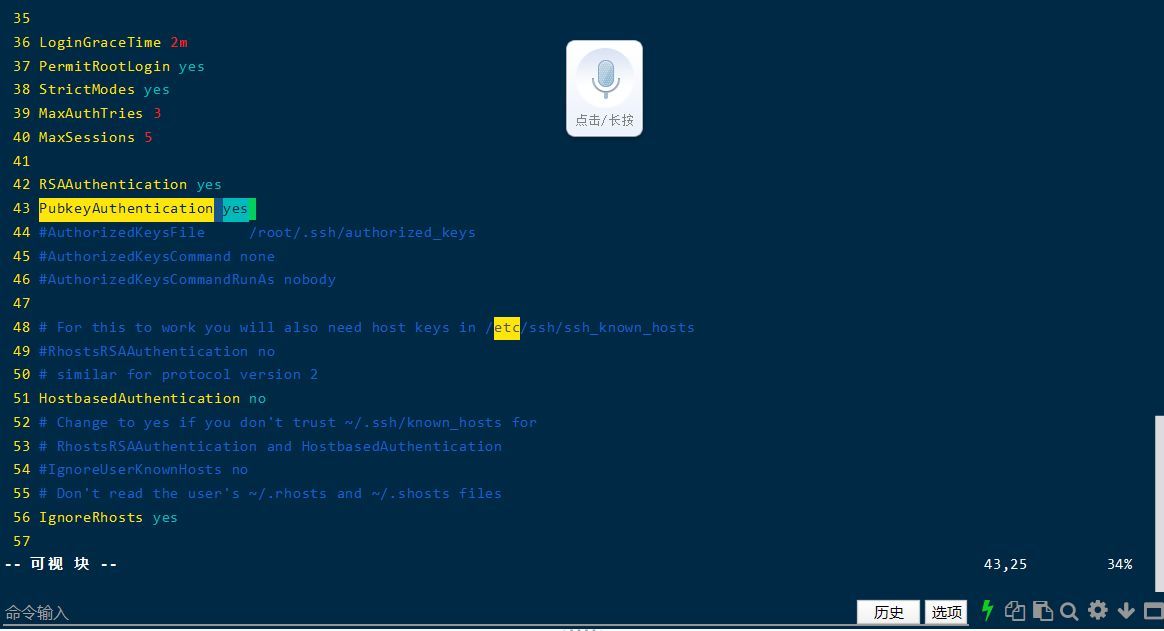 35
36 LoginGraceTime 2m
37 PermitRootLogin yes
38 StrictModes yes
39 MaxAuthTries 3
40 MaxSessions 5
41
42 RSAAuthentication yes
43 PubkeyAuthentication yes
44 #AuthorizedKeysFile     /root/.ssh/authorized_keys
45 #AuthorizedKeysCommand none
46 #AuthorizedKeysCommandRunAs nobody
47
48 # For this to work you will also need host keys in /etc/ssh/ssh_known_hosts
49 #RhostsRSAAuthentication no
50 # similar for protocol version 2
51 HostbasedAuthentication no
52 # Change to yes if you don't trust ~/.ssh/known_hosts for
53 # RhostsRSAAuthentication and HostbasedAuthentication
54 #IgnoreUserKnownHosts no
55 # Don't read the user's ~/.rhosts and ~/.shosts files
56 IgnoreRhosts yes
57
点击/长按
-- 可视 块 -- 43,25 34%
命令输入 历史 选项